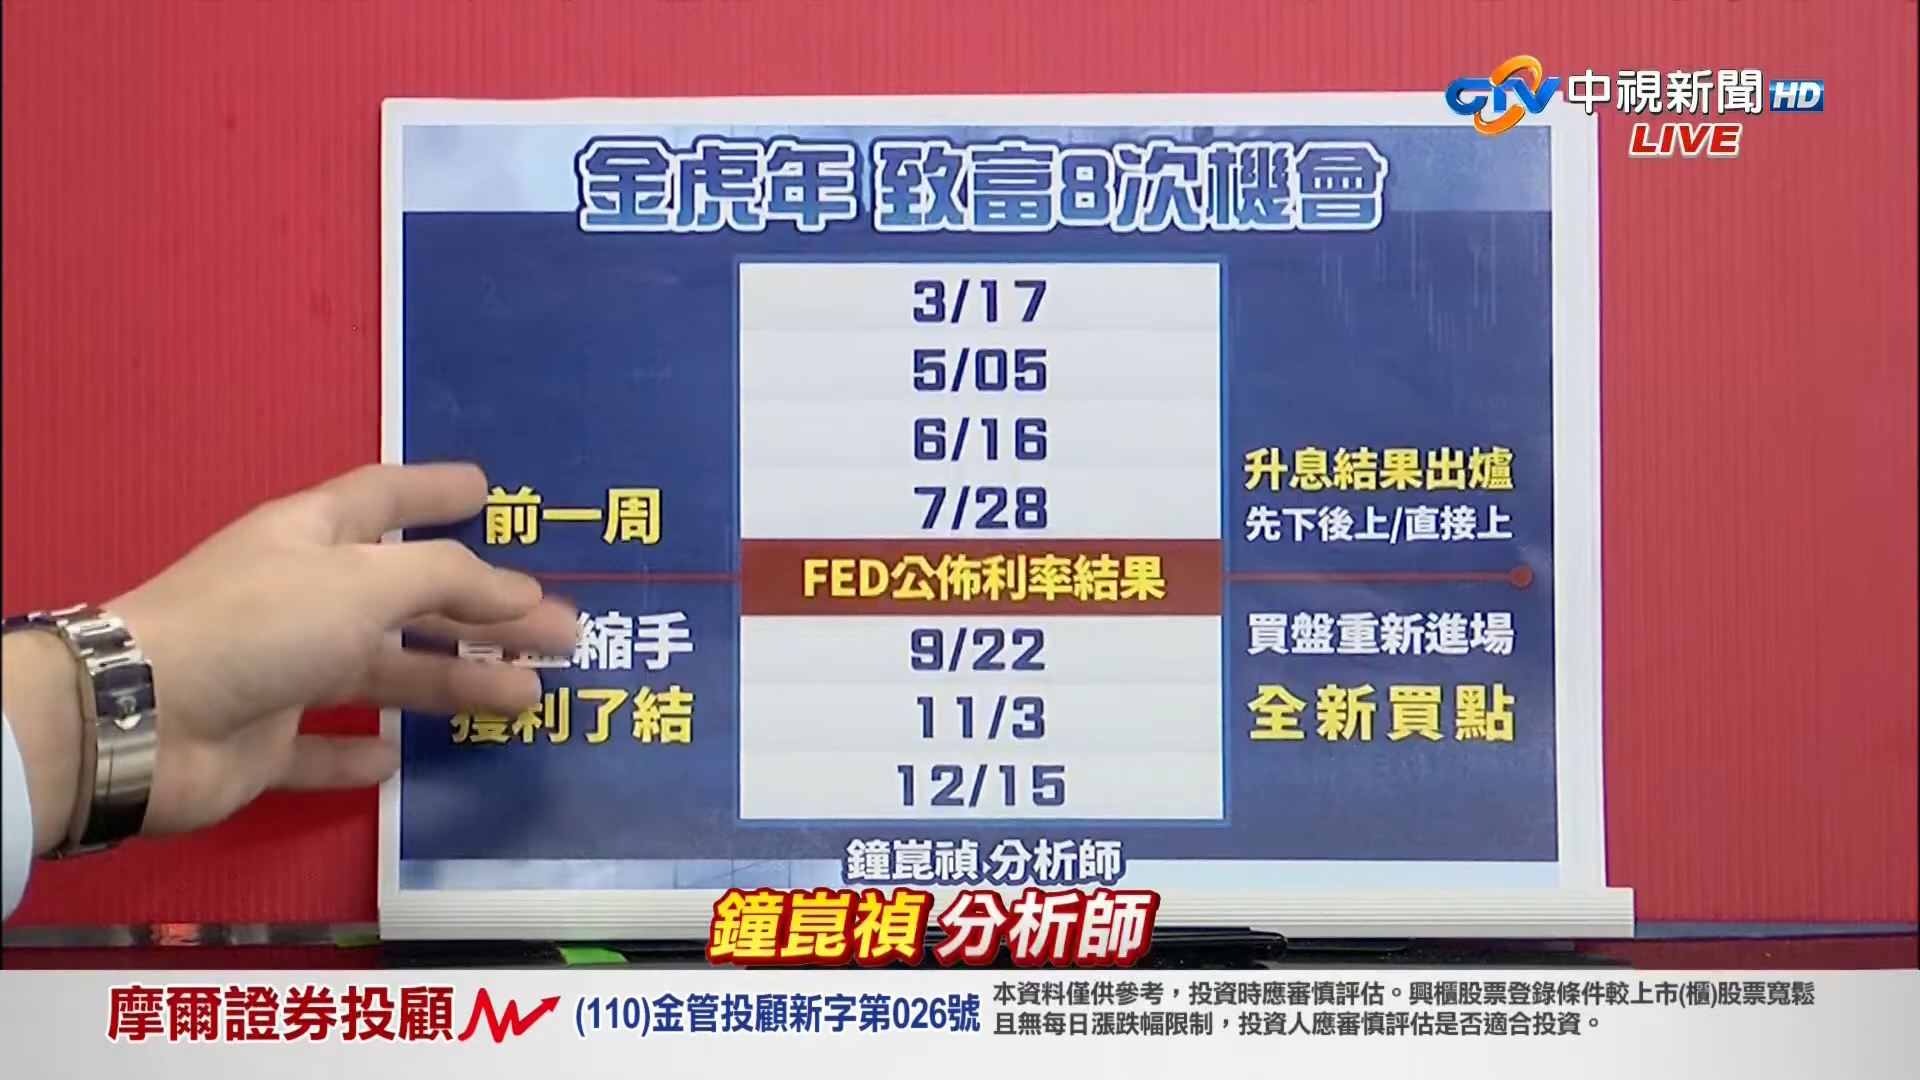 CTV中視新聞HD
LIVE
金虎年 致富8次機會
3/17
5/05
6/16
7/28
前一周
升息結果出爐
先下後上/直接上
FED公佈利率結果
縮手
獲利了結
買盤重新進場
全新買點
9/22
11/3
12/15
鐘崑禎 分析師
鐘崑禎 分析師
摩爾證券投顧
(110)金管投顧新字第026號
本資料僅供參考，投資時應審慎評估。興櫃股票登錄條件較上市(櫃)股票寬鬆
且無每日漲跌幅限制，投資人應審慎評估是否適合投資。